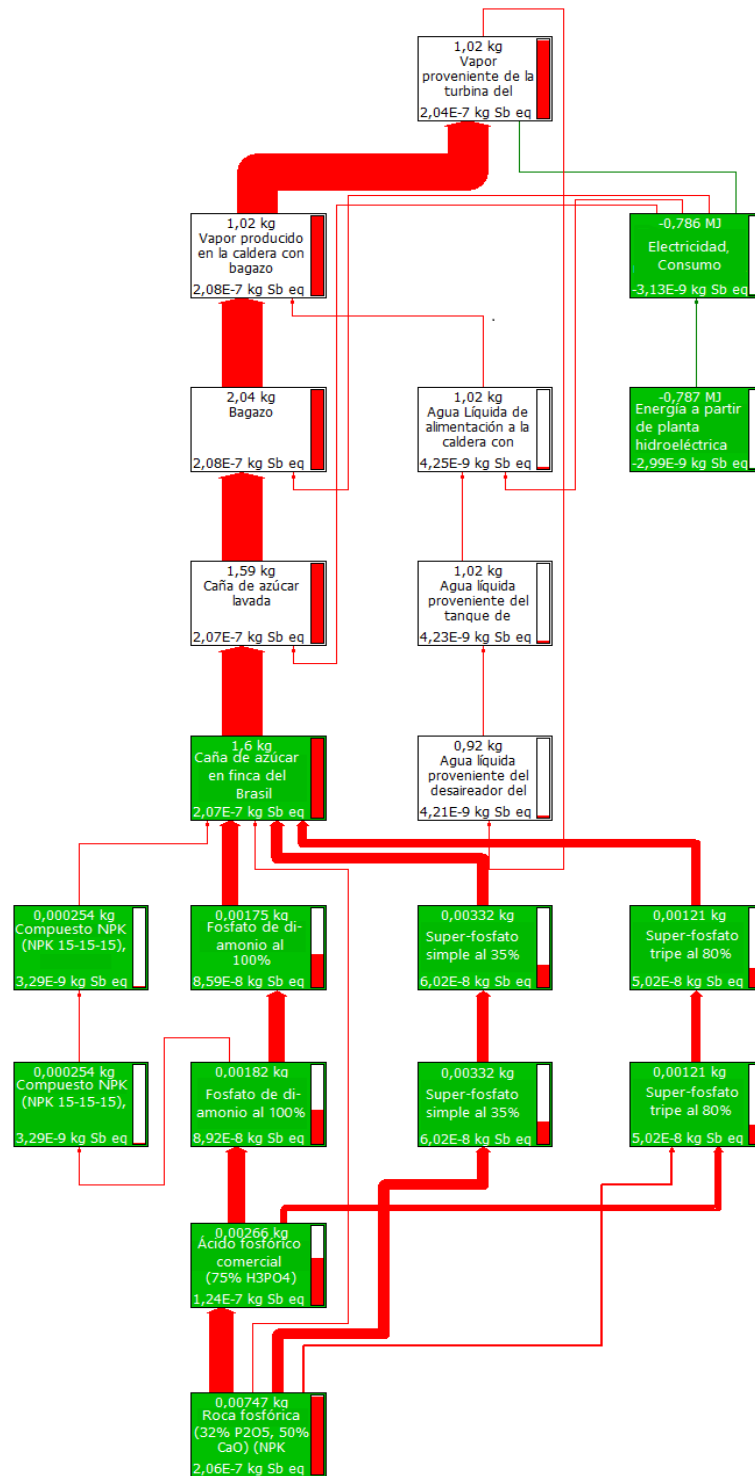 1,02 kg
Vapor
proveniente de la
turbina del
2,04E-7 kg Sb eq
1,02 kg
Vapor producido
en la caldera con
bagazo
2,08E-7 kg Sb eq
-0,786 MJ
Electricidad,
Consumo
-3,13E-9 kg Sb eq
2,04 kg
Bagazo
2,08E-7 kg Sb eq
1,02 kg
Agua Líquida de
alimentación a la
caldera con
4,25E-9 kg Sb eq
-0,787 MJ
Energía a partir
de planta
hidroeléctrica
-2,99E-9 kg Sb eq
1,59 kg
Caña de azúcar
lavada
2,07E-7 kg Sb eq
1,02 kg
Agua líquida
proveniente del
tanque de
4,23E-9 kg Sb eq
1,6 kg
Caña de azúcar
en finca del
Brasil
2,07E-7 kg Sb eq
0,92 kg
Agua líquida
proveniente del
desaireador del
4,21E-9 kg Sb eq
0,000254 kg
Compuesto NPK
(NPK 15-15-15),
3,29E-9 kg Sb eq
0,00175 kg
Fosfato de di-
amonio al
100%
8,59E-8 kg Sb eq
0,00332 kg
Super-fosfato
simple al 35%
6,02E-8 kg Sb eq
0,00121 kg
Super-fosfato
tripe al 80%
5,02E-8 kg Sb eq
0,000254 kg
Compuesto NPK
(NPK 15-15-15),
3,29E-9 kg Sb eq
0,00182 kg
Fosfato de di-
amonio al 100%
8,92E-8 kg Sb eq
0,00332 kg
Super-fosfato
simple al 35%
6,02E-8 kg Sb eq
0,00121 kg
Super-fosfato
tripe al 80%
5,02E-8 kg Sb eq
0,00266 kg
Ácido fosfórico
comercial
(75% H3PO4)
1,24E-7 kg Sb eq
0,00747 kg
Roca fosfórica
(32% P2O5, 50%
CaO) (NPK
2,06E-7 kg Sb eq